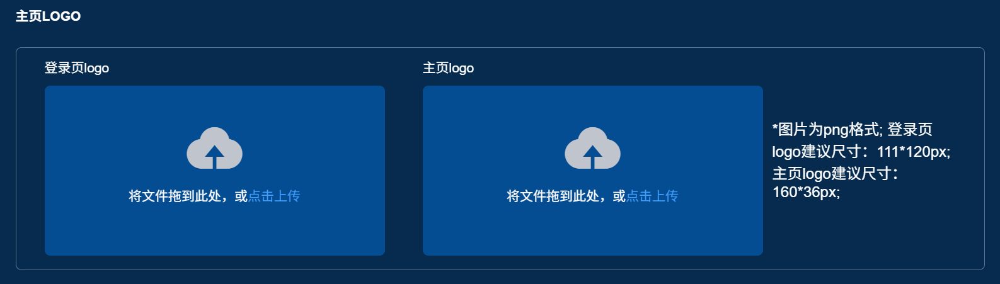 主页LOGO
登录页logo
主页logo
将文件拖到此处，或点击上传
将文件拖到此处，或点击上传
*图片为png格式; 登录页
logo建议尺寸：111*120px;
主页logo建议尺寸：
160*36px;